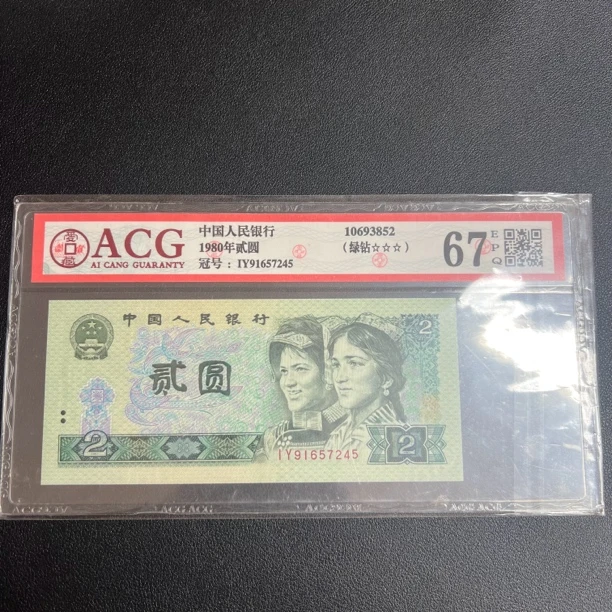 ACG
AI CANG GUARANTY
中国人民银行
1980年贰圆
冠号：IY91657245
10693852
（绿钻☆☆☆）
67
EPQ
中国人民银行
2
贰圆
2
IY91657245
2